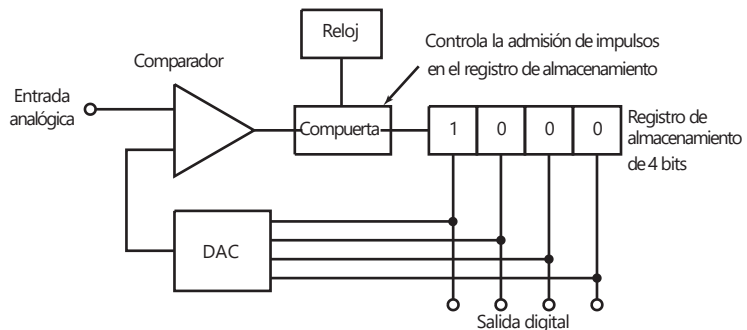 Reloj
Controla la admisión de impulsos
en el registro de almacenamiento
Comparador
Entrada
analógica
Compuerta
1 0 0 0
Registro de
almacenamiento
de 4 bits
DAC
Salida digital